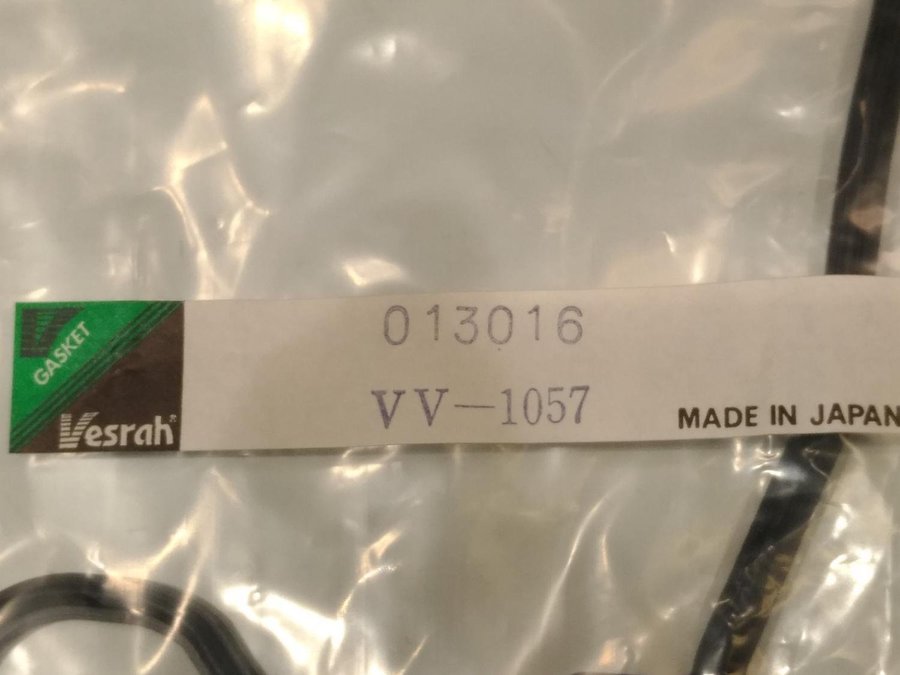 GASKET
Vesrah®
013016
VV-1057
MADE IN JAPAN